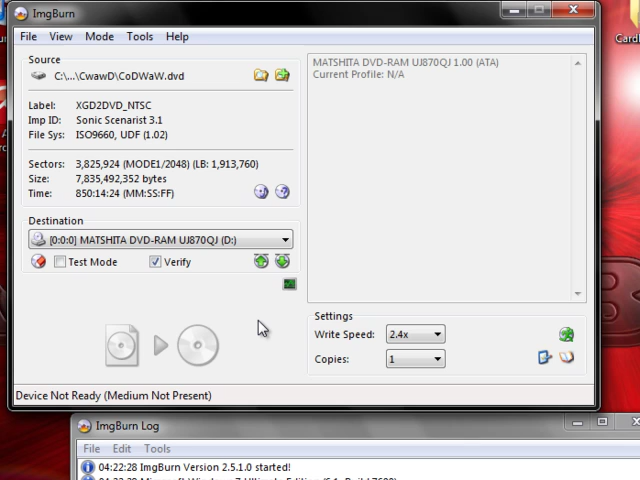 ImgBurn
File View Mode Tools Help
Source
C:\...\CwawD\CoDWaW.dvd
Label: XGD2DVD_NTSC
Imp ID: Sonic Scenarist 3.1
File Sys: ISO9660, UDF (1.02)
Sectors: 3,825,924 (MODE1/2048) (LB: 1,913,760)
Size: 7,835,492,352 bytes
Time: 850:14:24 (MM:SS:FF)
Destination
[0:0:0] MATSHITA DVD-RAM UJ870QJ (D:)
Test Mode Verify
MATSHITA DVD-RAM UJ870QJ 1.00 (ATA)
Current Profile: N/A
Settings
Write Speed: 2.4x
Copies: 1
Device Not Ready (Medium Not Present)
ImgBurn Log
File Edit Tools
04:22:28 ImgBurn Version 2.5.1.0 started!